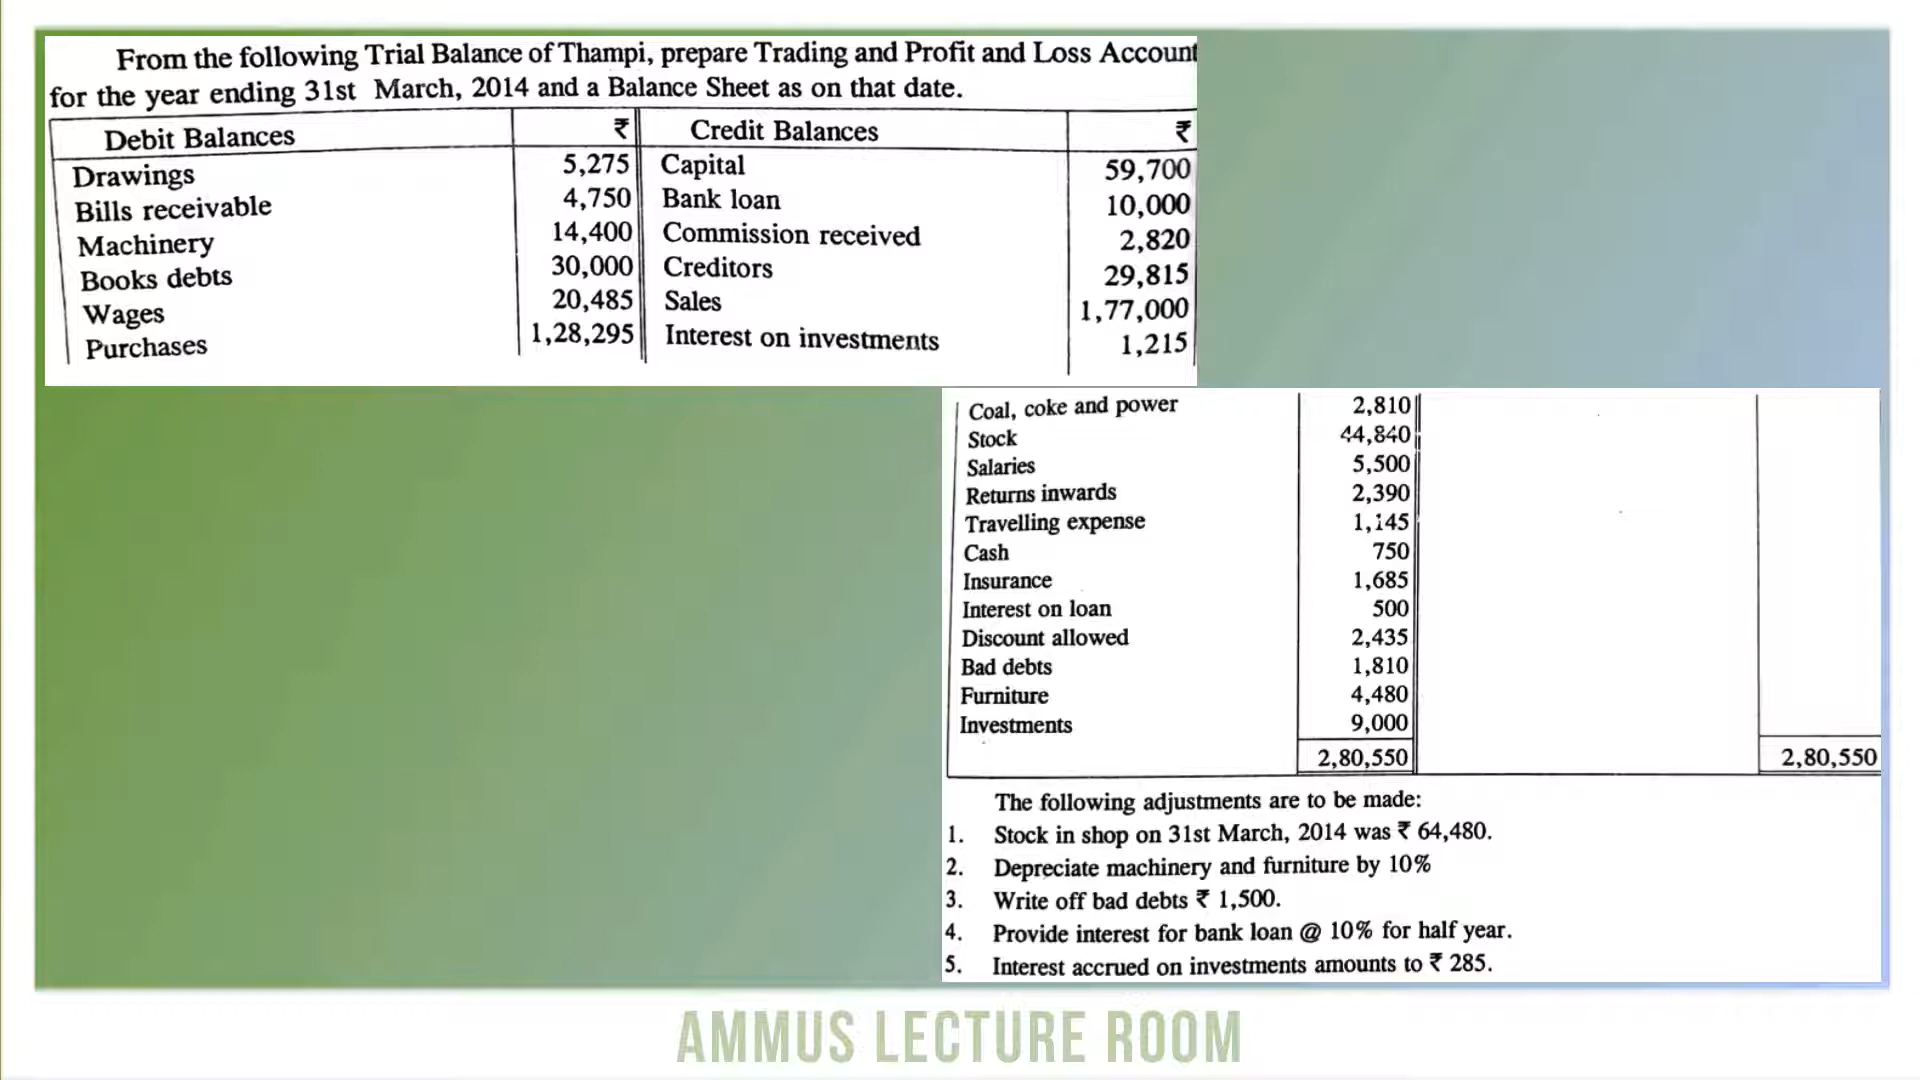 From the following Trial Balance of Thampi, prepare Trading and Profit and Loss Account
for the year ending 31st March, 2014 and a Balance Sheet as on that date.
Debit Balances ₹ Credit Balances ₹
Drawings 5,275 Capital 59,700
Bills receivable 4,750 Bank loan 10,000
Machinery 14,400 Commission received 2,820
Books debts 30,000 Creditors 29,815
Wages 20,485 Sales 1,77,000
Purchases 1,28,295 Interest on investments 1,215
Coal, coke and power 2,810
Stock 44,840
Salaries 5,500
Returns inwards 2,390
Travelling expense 1,145
Cash 750
Insurance 1,685
Interest on loan 500
Discount allowed 2,435
Bad debts 1,810
Furniture 4,480
Investments 9,000
2,80,550 2,80,550
The following adjustments are to be made:
1. Stock in shop on 31st March, 2014 was ₹ 64,480.
2. Depreciate machinery and furniture by 10%
3. Write off bad debts ₹ 1,500.
4. Provide interest for bank loan @ 10% for half year.
5. Interest accrued on investments amounts to ₹ 285.
AMMUS LECTURE ROOM